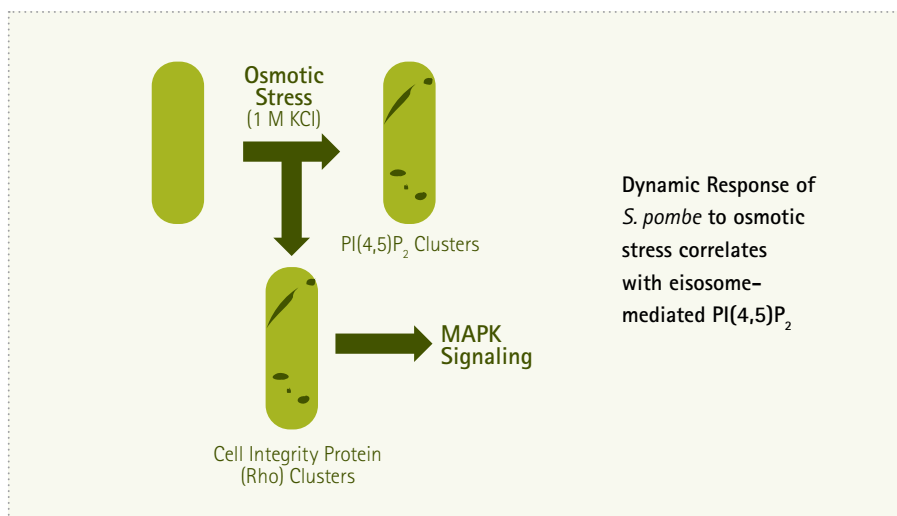 Osmotic
Stress
(1 M KCl)
PI(4,5)P₂ Clusters
Cell Integrity Protein
(Rho) Clusters
MAPK
Signaling
Dynamic Response of
S. pombe to osmotic
stress correlates
with eisosome-
mediated PI(4,5)P₂